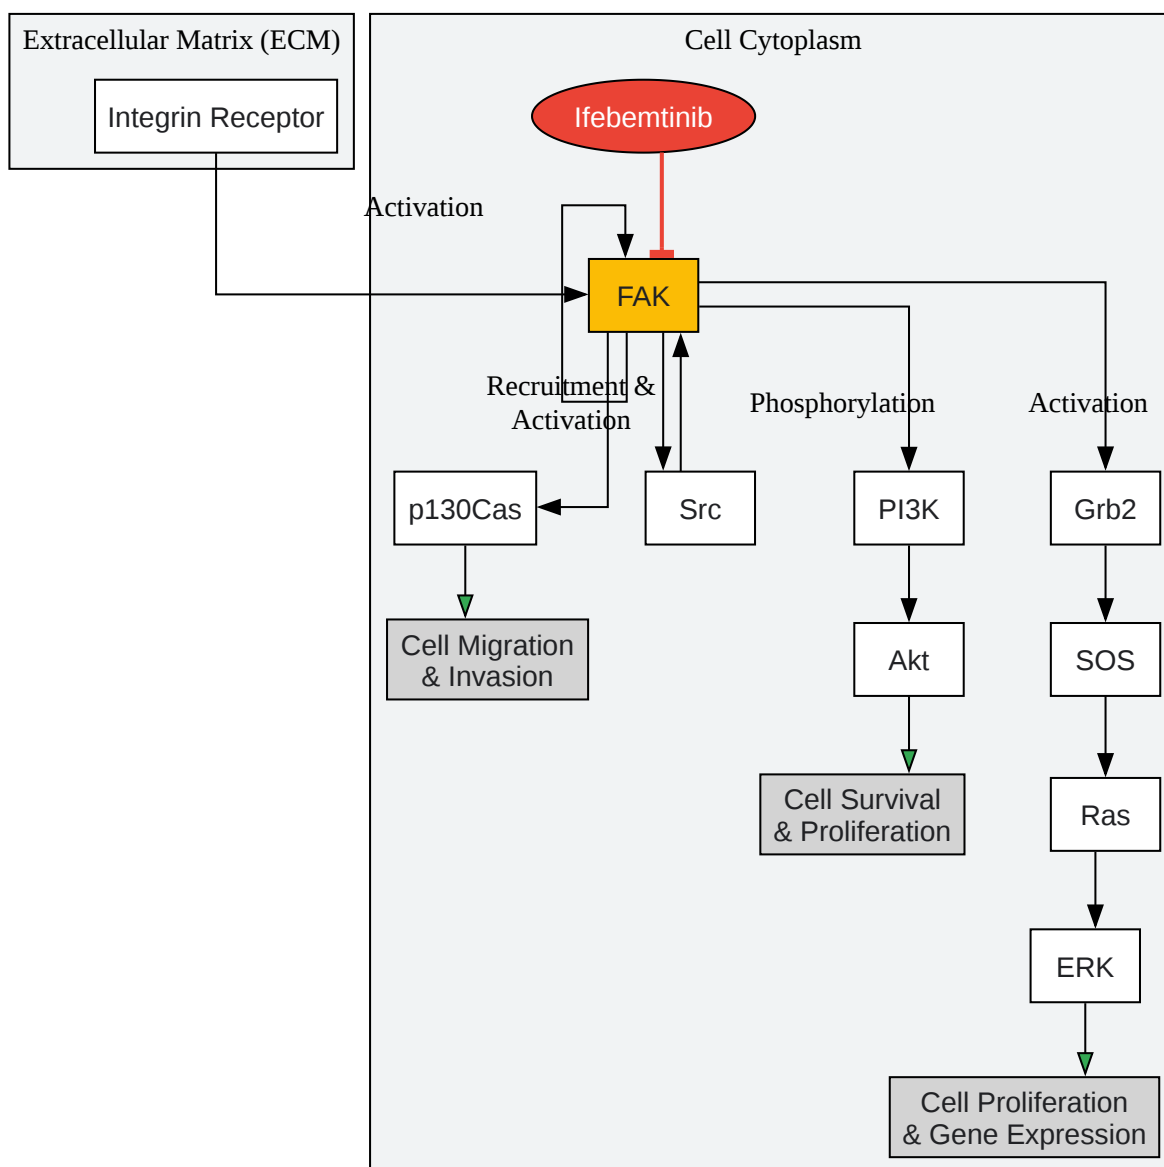 Extracellular Matrix (ECM)
Cell Cytoplasm
Integrin Receptor
Ifebemtinib
Activation
FAK
Recruitment &
Activation
Phosphorylation
Activation
p130Cas
Src
PI3K
Grb2
Cell Migration
& Invasion
Akt
SOS
Cell Survival
& Proliferation
Ras
ERK
Cell Proliferation
& Gene Expression